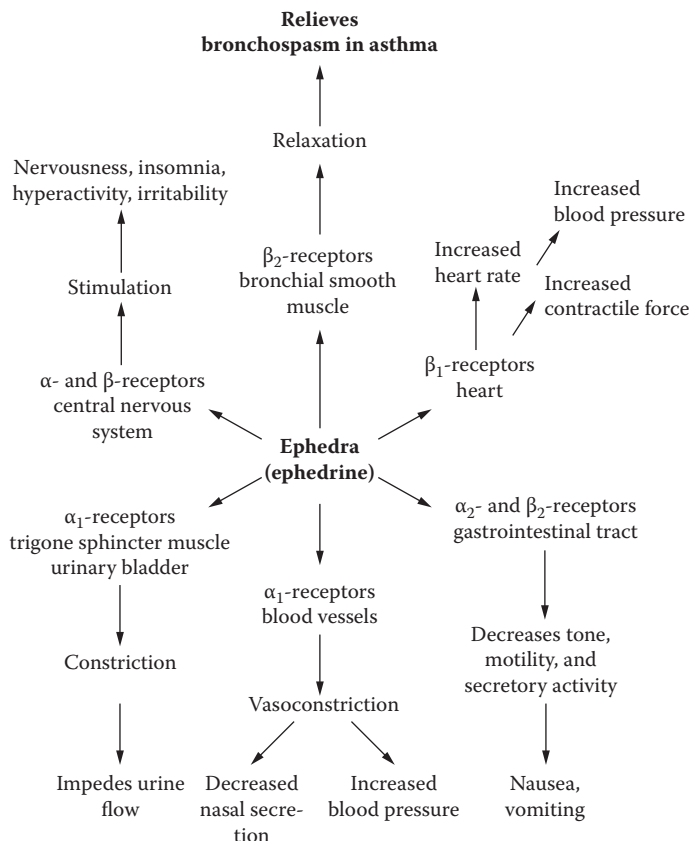 Relieves
bronchospasm in asthma
Relaxation
Nervousness, insomnia,
hyperactivity, irritability
Increased
blood pressure
β₂-receptors
bronchial smooth
muscle
Increased
heart rate
Stimulation
Increased
contractile force
α- and β-receptors
central nervous
system
β₁-receptors
heart
Ephedra
(ephedrine)
α₁-receptors
trigone sphincter muscle
urinary bladder
α₂- and β₂-receptors
gastrointestinal tract
α₁-receptors
blood vessels
Constriction
Decreases tone,
motility, and
secretory activity
Vasoconstriction
Impedes urine
flow
Decreased
nasal secre-
tion
Increased
blood pressure
Nausea,
vomiting